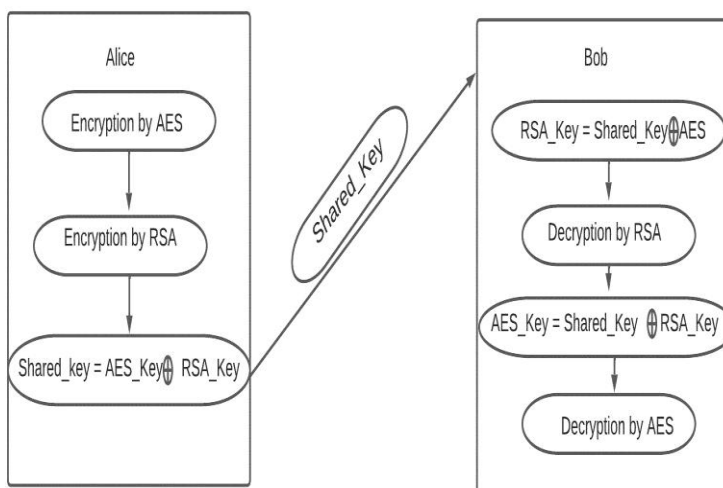 Alice
Encryption by AES
Encryption by RSA
Shared_key = AES_Key⊕ RSA_Key
Shared_Key
Bob
RSA_Key = Shared_Key⊕AES
Decryption by RSA
AES_Key = Shared_Key ⊕RSA_Key
Decryption by AES